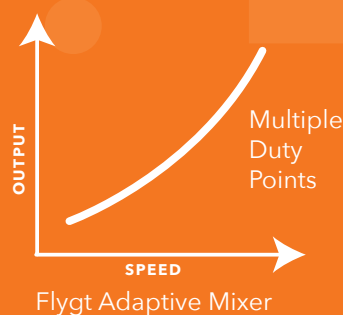 Multiple
Duty
Points
OUTPUT
SPEED
Flygt Adaptive Mixer